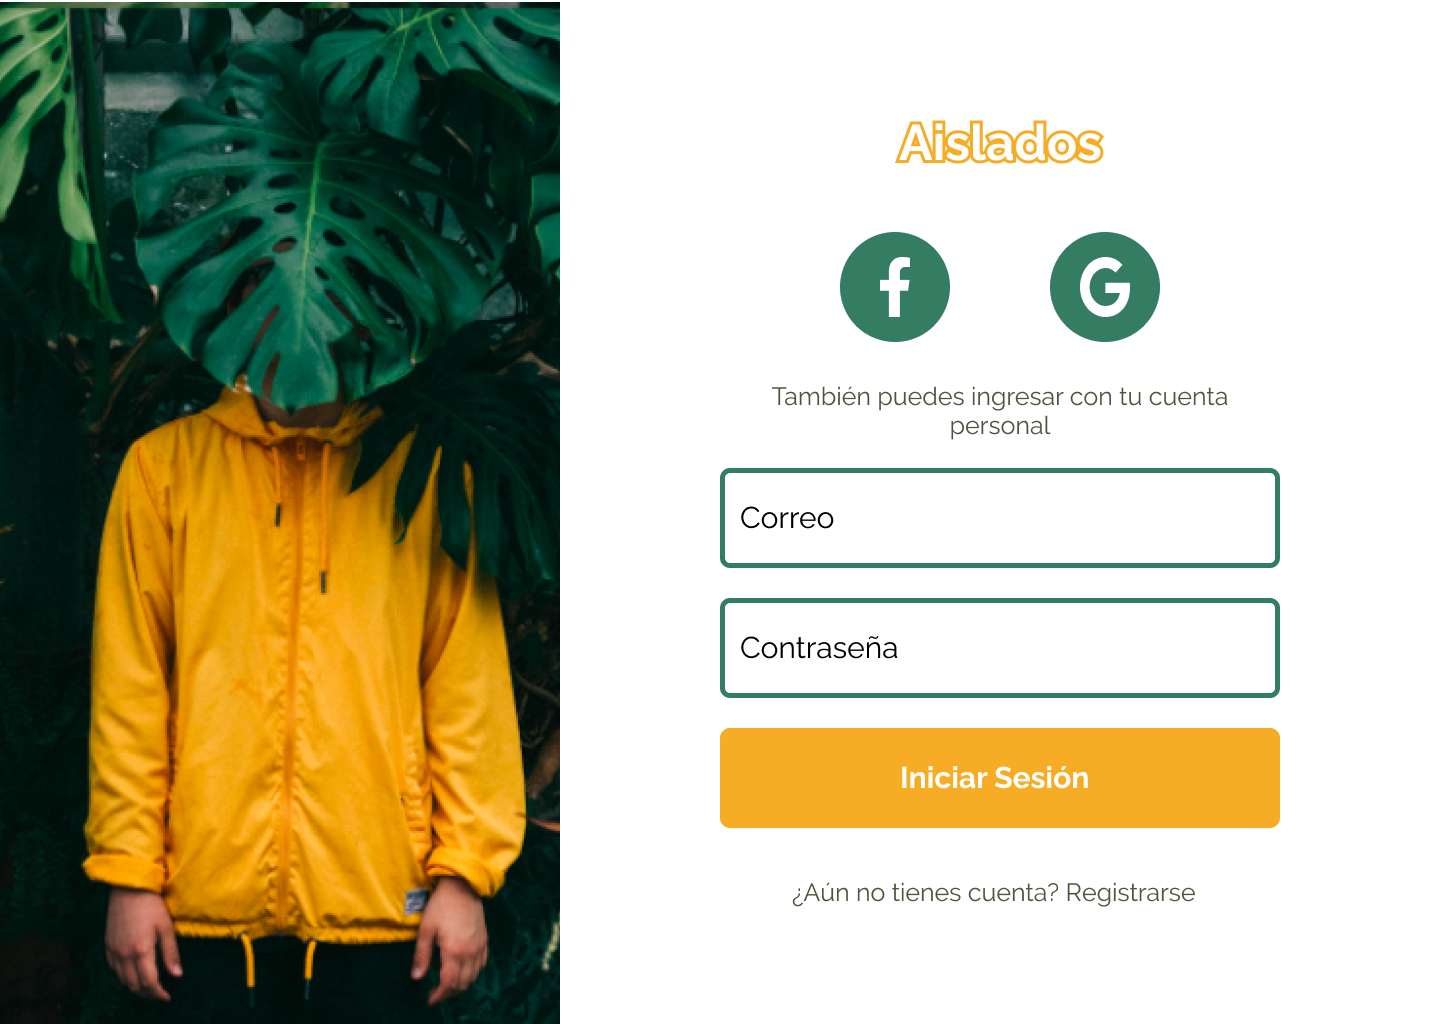 Aislados
También puedes ingresar con tu cuenta
personal
Correo
Contraseña
Iniciar Sesión
¿Aún no tienes cuenta? Registrarse